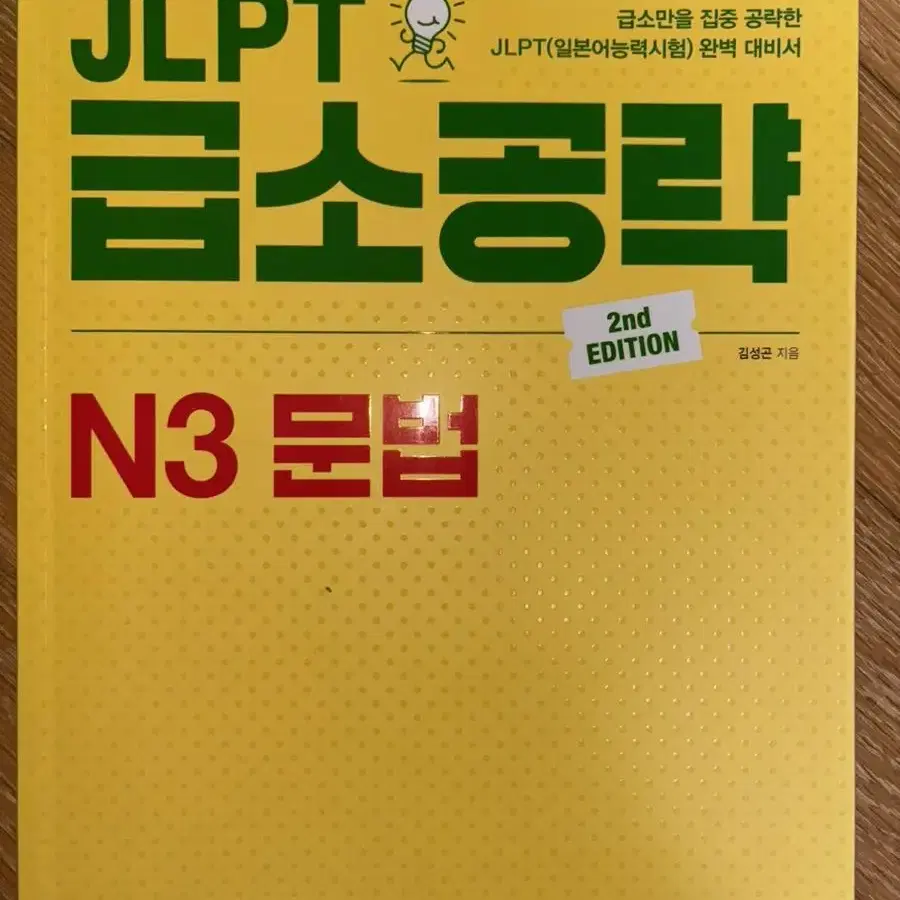 JLPT
급소만을 집중 공략한
JLPT(일본어능력시험) 완벽 대비서
급소공략
2nd
EDITION
김성곤 지음
N3 문법